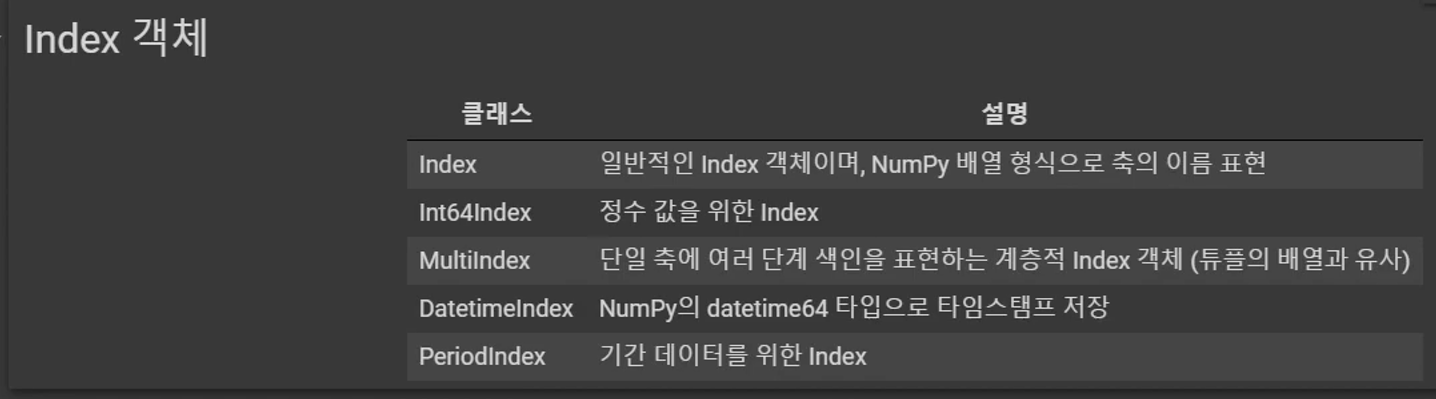 Index 객체
클래스 설명
Index 일반적인 Index 객체이며, NumPy 배열 형식으로 축의 이름 표현
Int64Index 정수 값을 위한 Index
MultiIndex 단일 축에 여러 단계 색인을 표현하는 계층적 Index 객체 (튜플의 배열과 유사)
DatetimeIndex NumPy의 datetime64 타입으로 타임스탬프 저장
PeriodIndex 기간 데이터를 위한 Index